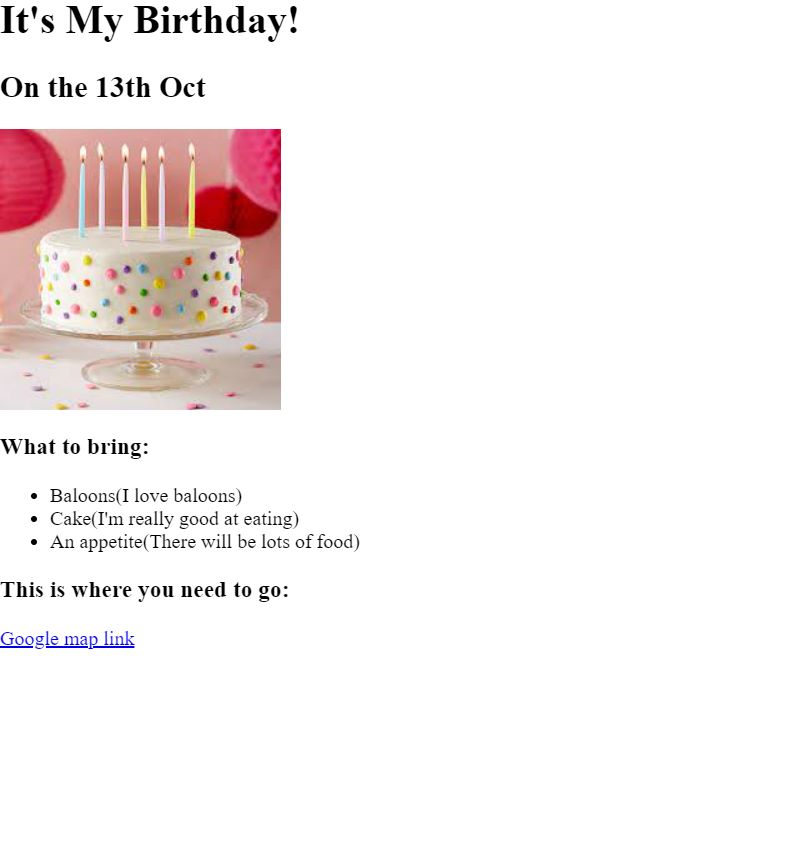 It's My Birthday!
On the 13th Oct
What to bring:
Baloons(I love baloons)
Cake(I'm really good at eating)
An appetite(There will be lots of food)
This is where you need to go:
Google map link